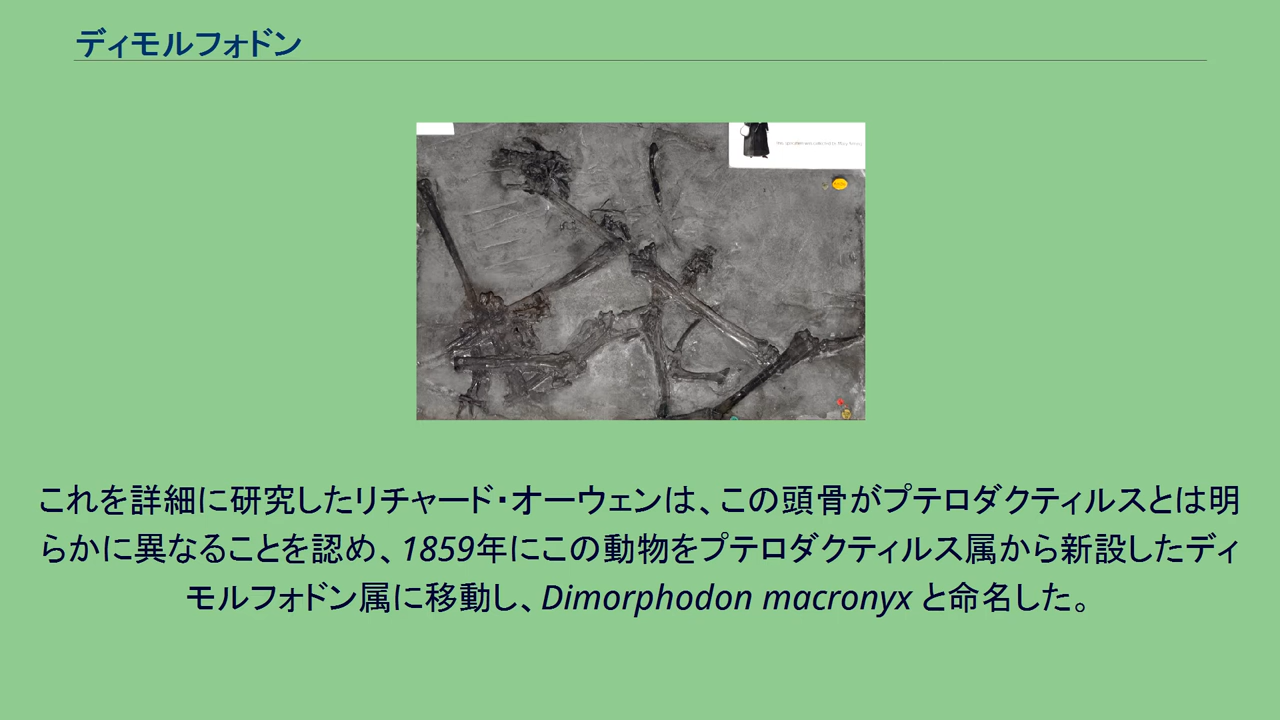 ディモルフォドン
これを詳細に研究したリチャード・オーウェンは、この頭骨がプテロダクティルスとは明
らかに異なることを認め、1859年にこの動物をプテロダクティルス属から新設したディ
モルフォドン属に移動し、Dimorphodon macronyx と命名した。